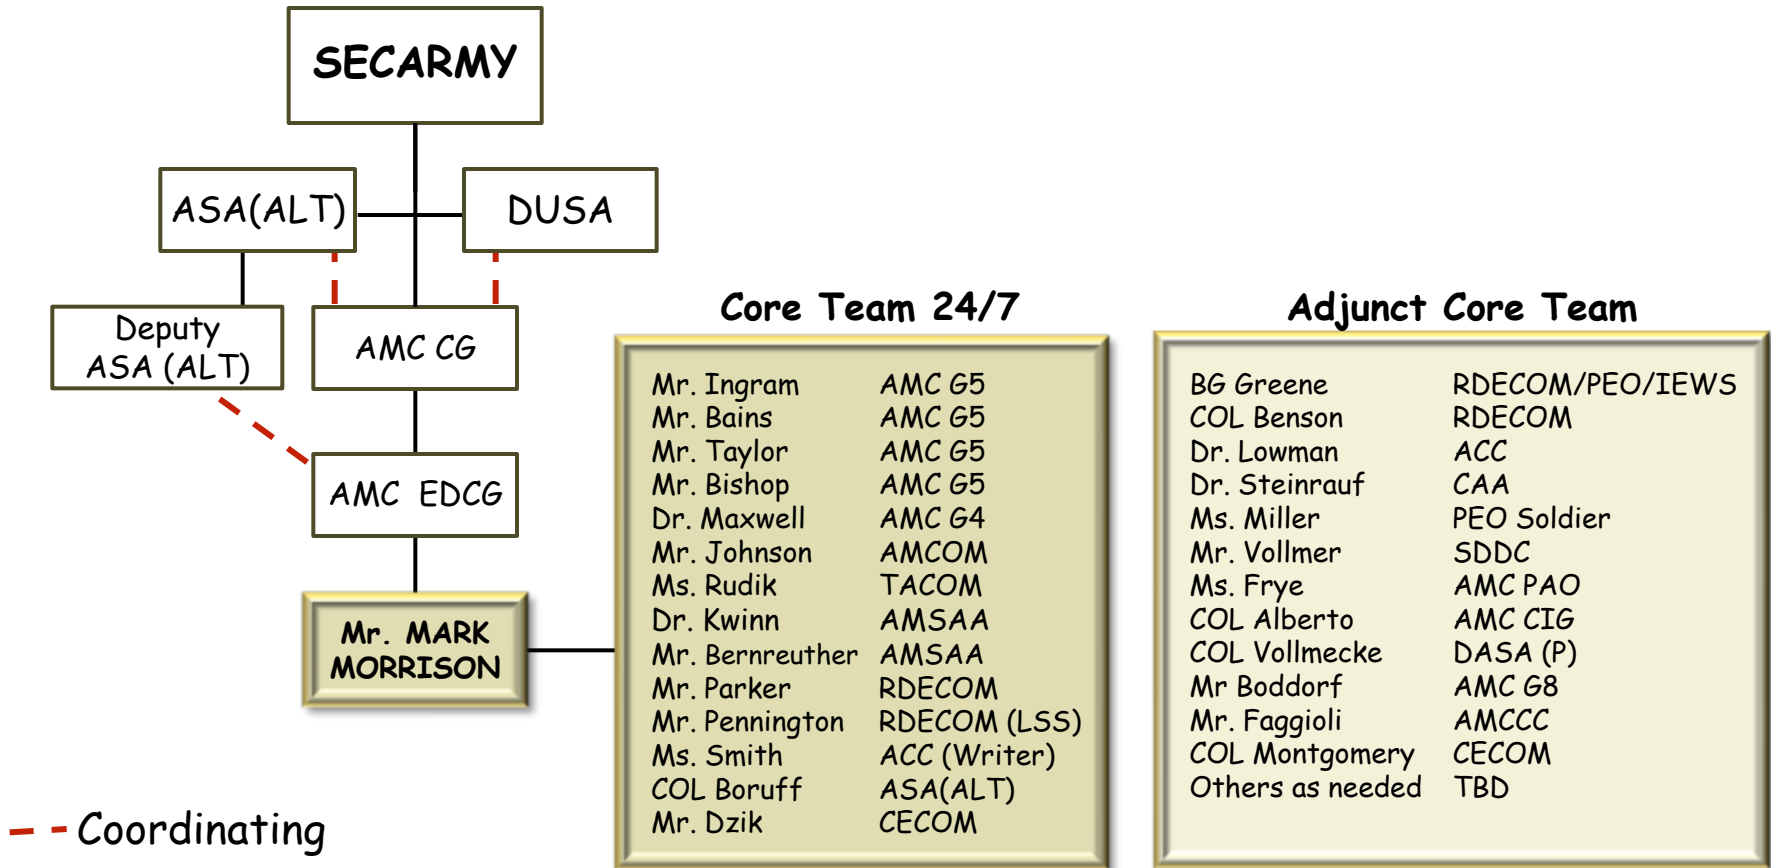 SECARMY
ASA(ALT)
DUSA
Deputy
ASA (ALT)
AMC CG
AMC EDCG
Mr. MARK
MORRISON
Core Team 24/7
Mr. Ingram AMC G5
Mr. Bains AMC G5
Mr. Taylor AMC G5
Mr. Bishop AMC G5
Dr. Maxwell AMC G4
Mr. Johnson AMCOM
Ms. Rudik TACOM
Dr. Kwinn AMSAA
Mr. Bernreuther AMSAA
Mr. Parker RDECOM
Mr. Pennington RDECOM (LSS)
Ms. Smith ACC (Writer)
COL Boruff ASA(ALT)
Mr. Dzik CECOM
Adjunct Core Team
BG Greene RDECOM/PEO/IEWS
COL Benson RDECOM
Dr. Lowman ACC
Dr. Steinrauf CAA
Ms. Miller PEO Soldier
Mr. Vollmer SDDC
Ms. Frye AMC PAO
COL Alberto AMC CIG
COL Vollmecke DASA (P)
Mr Boddorf AMC G8
Mr. Faggioli AMCCC
COL Montgomery CECOM
Others as needed TBD
Coordinating